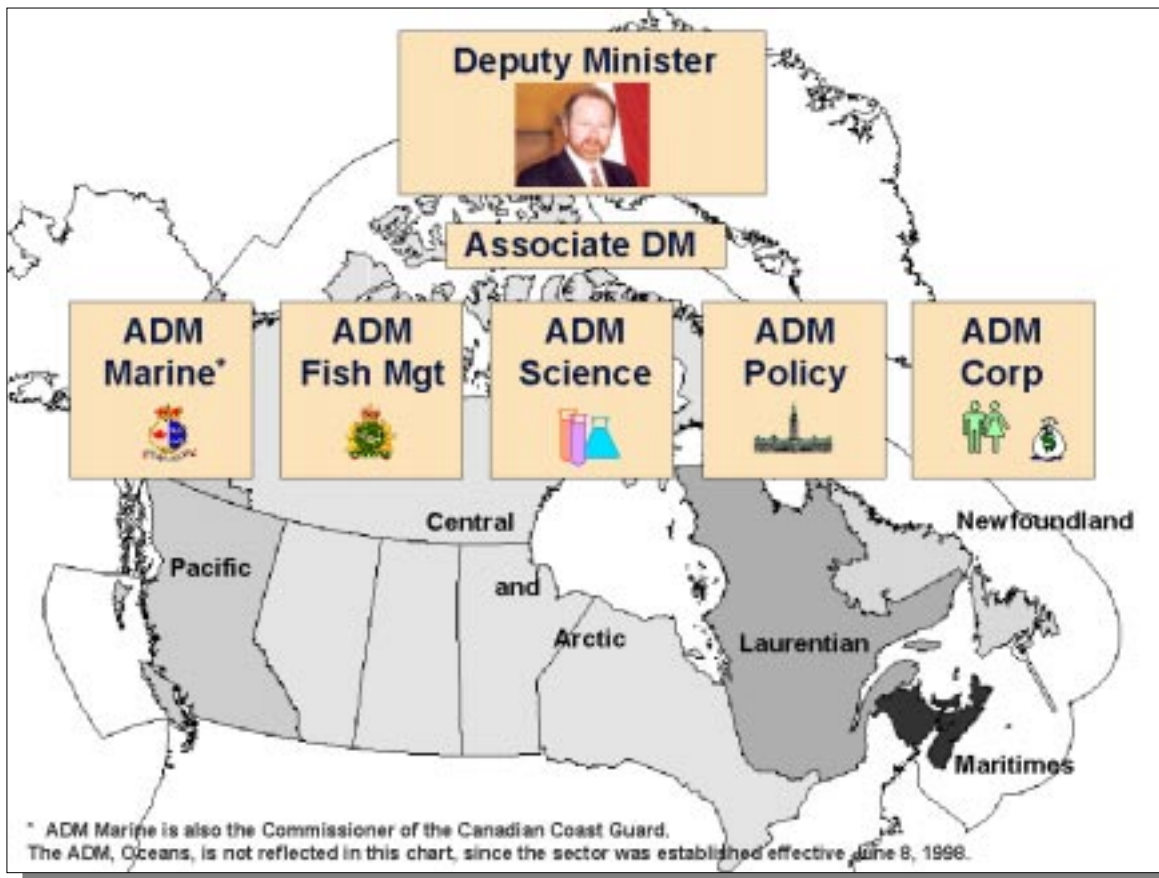 Deputy Minister
Associate DM
ADM
Marine*
ADM
Fish Mgt
ADM
Science
ADM
Policy
ADM
Corp
$
Central
and
Arctic
Pacific
Laurentian
Newfoundland
Maritimes
* ADM Marine is also the Commissioner of the Canadian Coast Guard.
The ADM, Oceans, is not reflected in this chart, since the sector was established effective June 8, 1998.